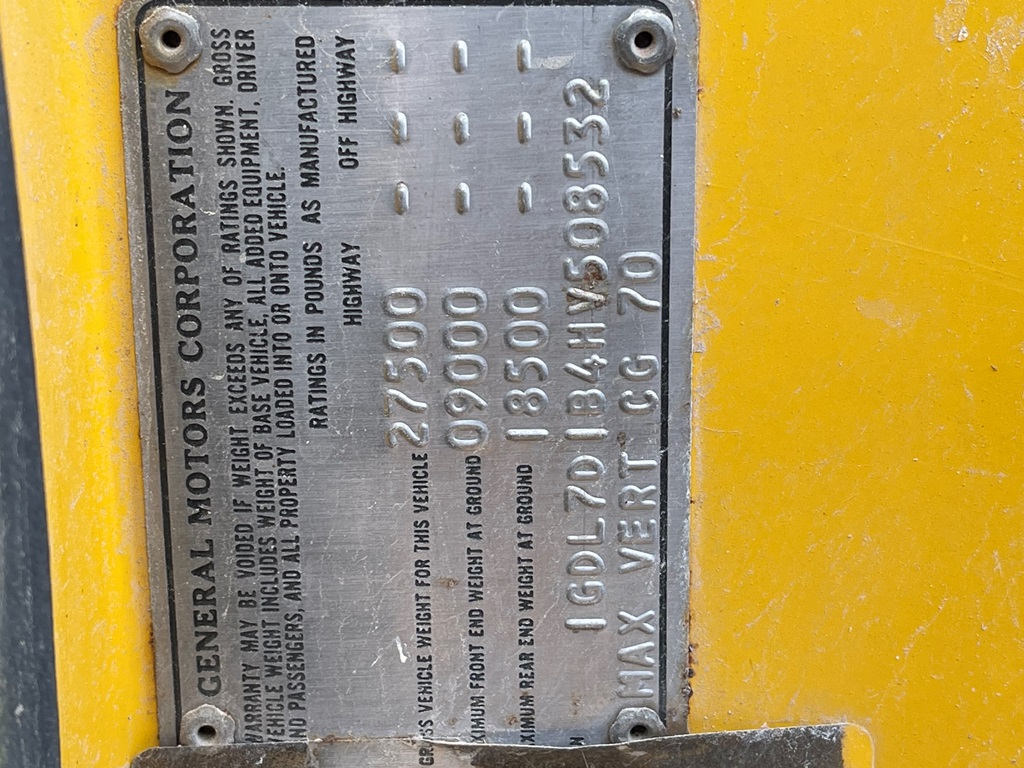 GENERAL MOTORS CORPORATION
WARRANTY MAY BE VOIDED IF WEIGHT EXCEEDS ANY OF RATINGS SHOWN. GROSS
VEHICLE WEIGHT INCLUDES WEIGHT OF BASE VEHICLE, ALL ADDED EQUIPMENT, DRIVER
AND PASSENGERS, AND ALL PROPERTY LOADED INTO OR ONTO VEHICLE.
RATINGS IN POUNDS AS MANUFACTURED
HIGHWAY OFF HIGHWAY
GROSS VEHICLE WEIGHT FOR THIS VEHICLE 27500 - - -
XIMUM FRONT END WEIGHT AT GROUND 09000 - - -
XIMUM REAR END WEIGHT AT GROUND 18500 - - -
1GDL7D1B4HV508532
MAX VERT CG 70